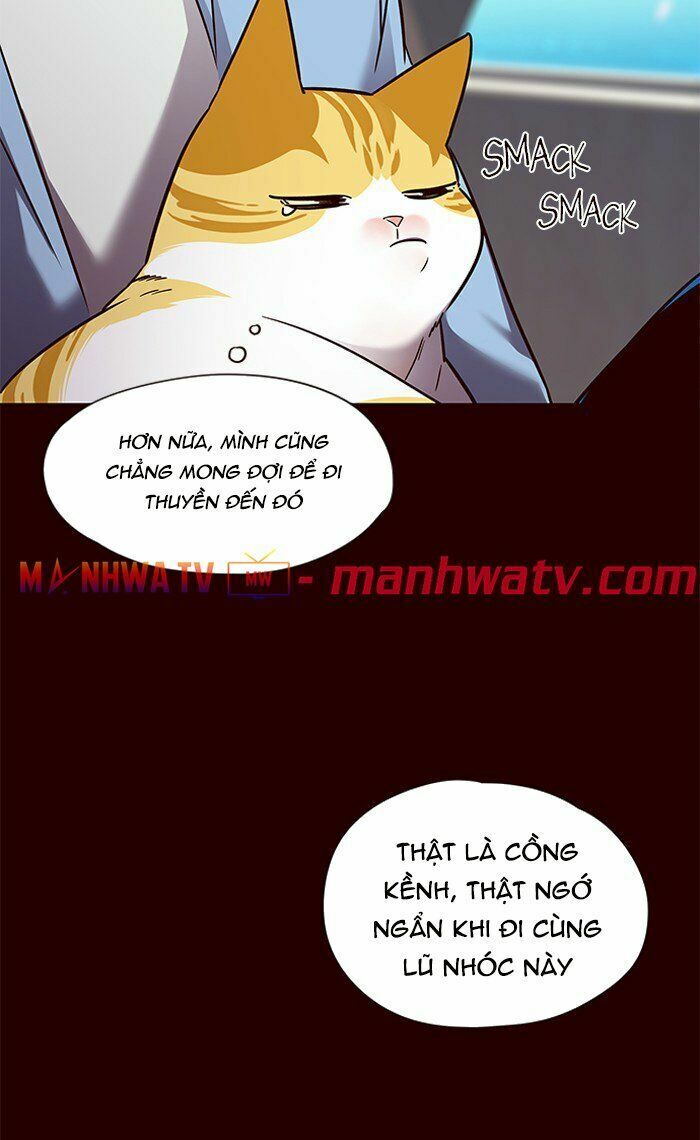 SMACK
SMACK
HƠN NỮA, MÌNH CŨNG
CHẲNG MONG ĐỢI ĐỂ ĐI
THUYỀN ĐẾN ĐÓ
MANHWATV MW - manhwatv.com
THẬT LÀ CỒNG
KỀNH, THẬT NGỚ
NGẨN KHI ĐI CÙNG
LŨ NHÓC NÀY